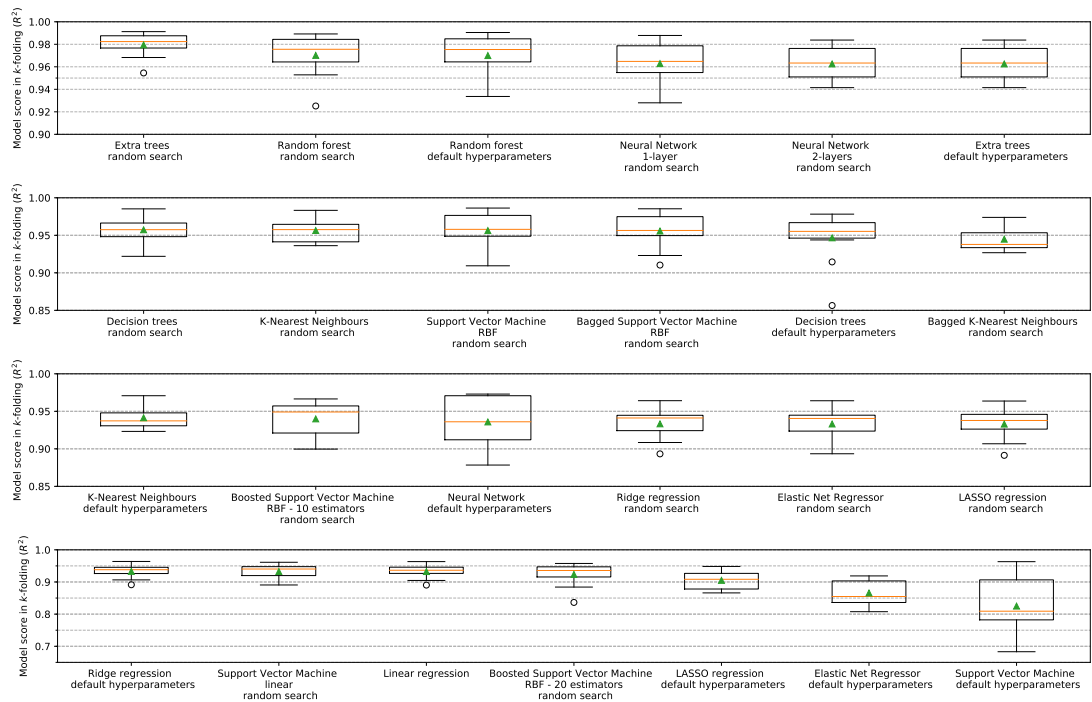 Model score in k-folding (R²)
1.00
0.98
0.96
0.94
0.92
0.90
Extra trees
random search
Random forest
random search
Random forest
default hyperparameters
Neural Network
1-layer
random search
Neural Network
2-layers
random search
Extra trees
default hyperparameters
Model score in k-folding (R²)
1.00
0.95
0.90
0.85
Decision trees
random search
K-Nearest Neighbours
random search
Support Vector Machine
RBF
random search
Bagged Support Vector Machine
RBF
random search
Decision trees
default hyperparameters
Bagged K-Nearest Neighbours
random search
Model score in k-folding (R²)
1.00
0.95
0.90
0.85
K-Nearest Neighbours
default hyperparameters
Boosted Support Vector Machine
RBF - 10 estimators
random search
Neural Network
default hyperparameters
Ridge regression
random search
Elastic Net Regressor
random search
LASSO regression
random search
Model score in k-folding (R²)
1.0
0.9
0.8
0.7
Ridge regression
default hyperparameters
Support Vector Machine
linear
random search
Linear regression
Boosted Support Vector Machine
RBF - 20 estimators
random search
LASSO regression
default hyperparameters
Elastic Net Regressor
default hyperparameters
Support Vector Machine
default hyperparameters